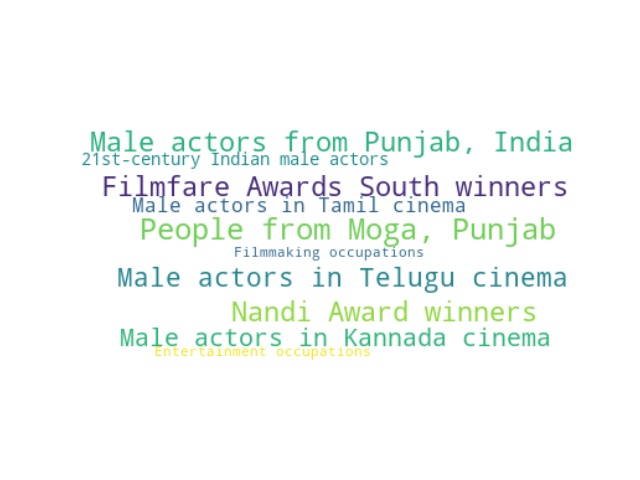 Male actors from Punjab, India
21st-century Indian male actors
Filmfare Awards South winners
Male actors in Tamil cinema
People from Moga, Punjab
Filmmaking occupations
Male actors in Telugu cinema
Nandi Award winners
Male actors in Kannada cinema
Entertainment occupations